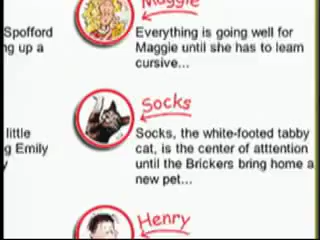 Maggie
Spofford
ng up a
Everything is going well for
Maggie until she has to learn
cursive...
Socks
little
g Emily
Socks, the white-footed tabby
cat, is the center of atttention
until the Brickers bring home a
new pet...
Henry